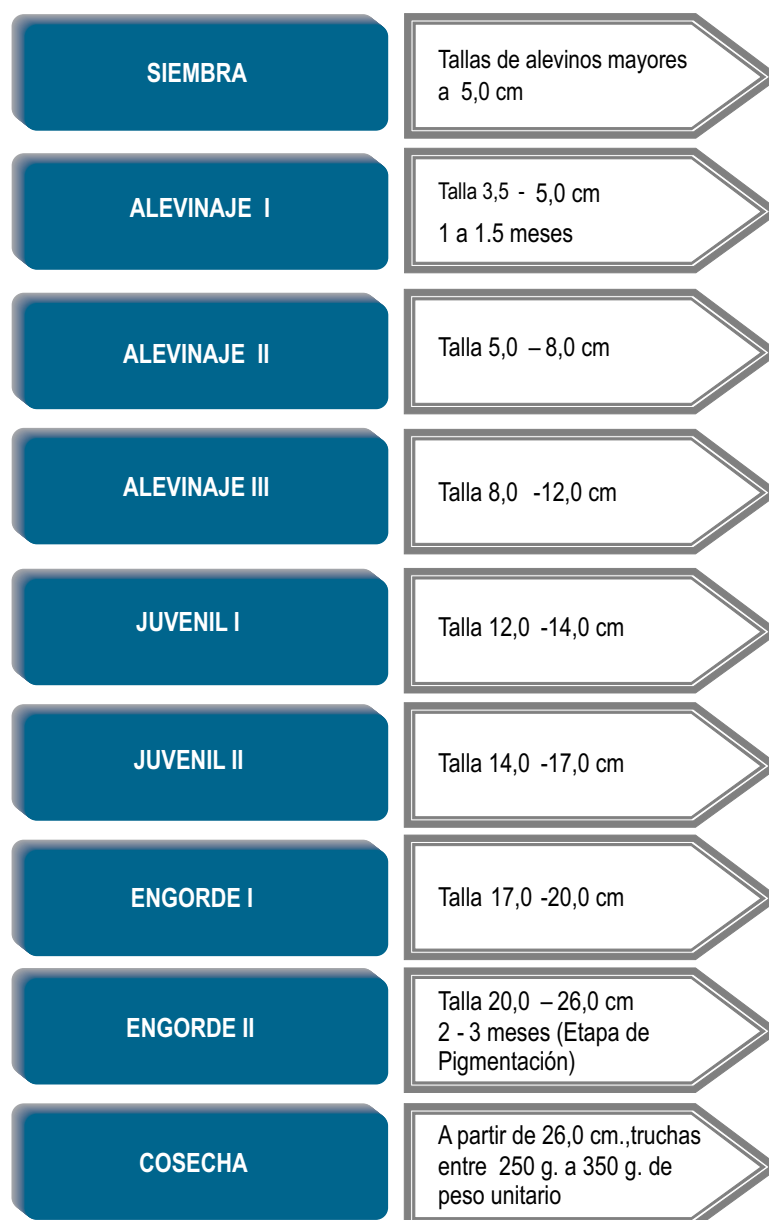 SIEMBRA
Tallas de alevinos mayores
a 5,0 cm
ALEVINAJE I
Talla 3,5 - 5,0 cm
1 a 1.5 meses
ALEVINAJE II
Talla 5,0 – 8,0 cm
ALEVINAJE III
Talla 8,0 -12,0 cm
JUVENIL I
Talla 12,0 -14,0 cm
JUVENIL II
Talla 14,0 -17,0 cm
ENGORDE I
Talla 17,0 -20,0 cm
ENGORDE II
Talla 20,0 – 26,0 cm
2 - 3 meses (Etapa de
Pigmentación)
COSECHA
A partir de 26,0 cm.,truchas
entre 250 g. a 350 g. de
peso unitario